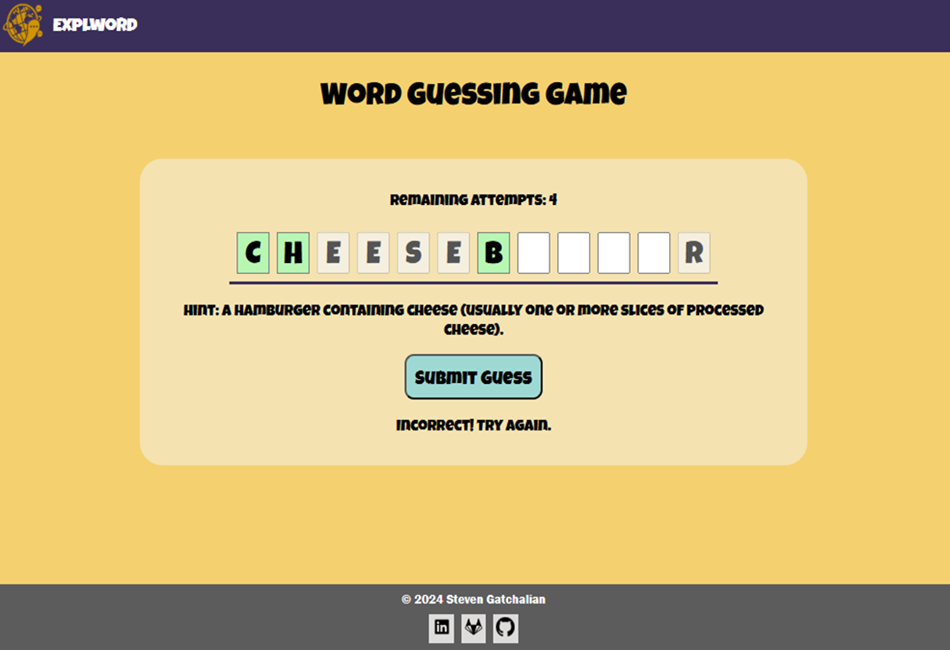 EXPLWORD
Word Guessing Game
Remaining Attempts: 4
C H E E S E B R
Hint: A hamburger containing cheese (usually one or more slices of processed
cheese).
Submit Guess
Incorrect! Try again.
© 2024 Steven Gatchalian
in